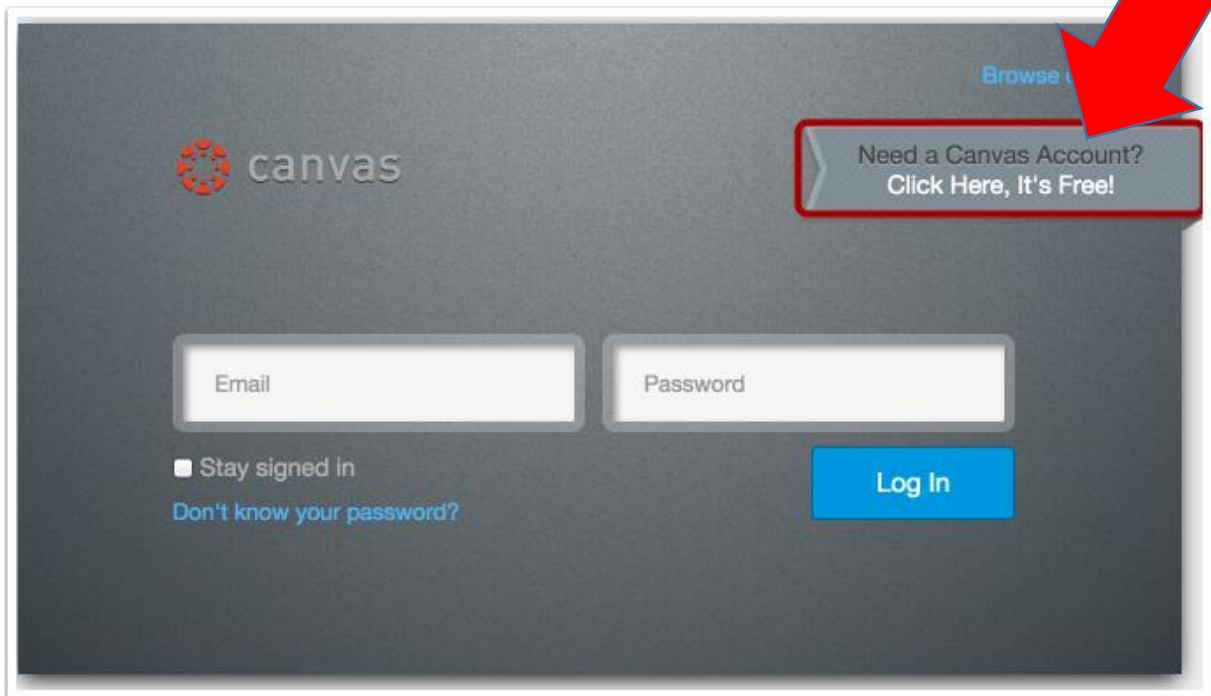 Browse
canvas
Need a Canvas Account?
Click Here, It's Free!
Email
Password
Stay signed in
Log In
Don't know your password?